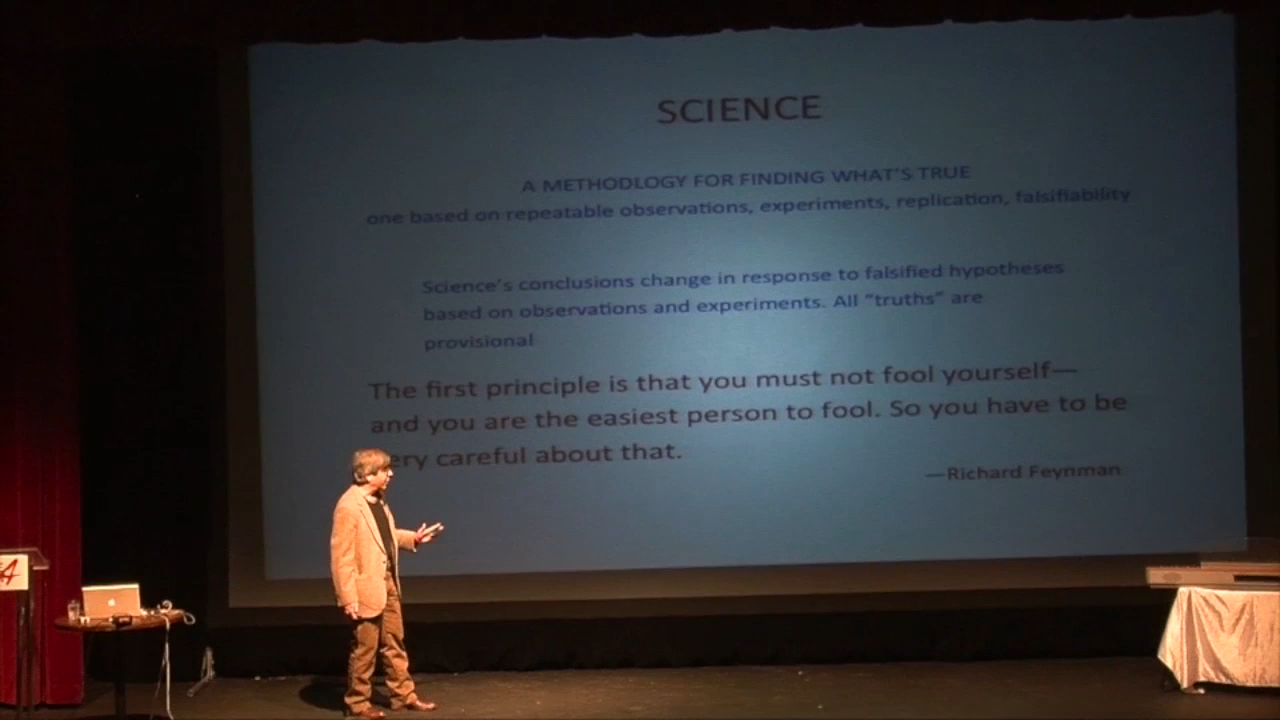 SCIENCE
A METHODLOGY FOR FINDING WHAT'S TRUE
one based on repeatable observations, experiments, replication, falsifiability
Science's conclusions change in response to falsified hypotheses
based on observations and experiments. All "truths" are
provisional
The first principle is that you must not fool yourself—
and you are the easiest person to fool. So you have to be
ery careful about that.
—Richard Feynman